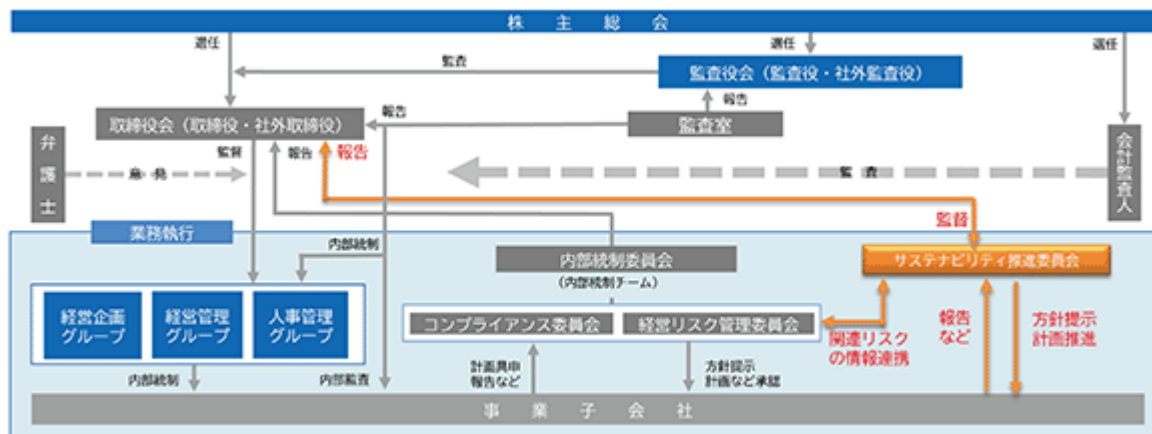 株主総会
選任
選任
選任
監査
監査役会(監査役・社外監査役)
報告
報告
取締役会(取締役・社外取締役)
監査室
弁護士
会計監査人
監督
報告
報告
意見
監査
監督
業務執行
内部統制
内部統制委員会
(内部統制チーム)
サステナビリティ推進委員会
経営企画
グループ
経営管理
グループ
人事管理
グループ
コンプライアンス委員会
経営リスク管理委員会
関連リスク
の情報連携
報告
など
方針提示
計画推進
内部統制
内部監査
計画具申
報告など
方針提示
計画など承認
事業子会社